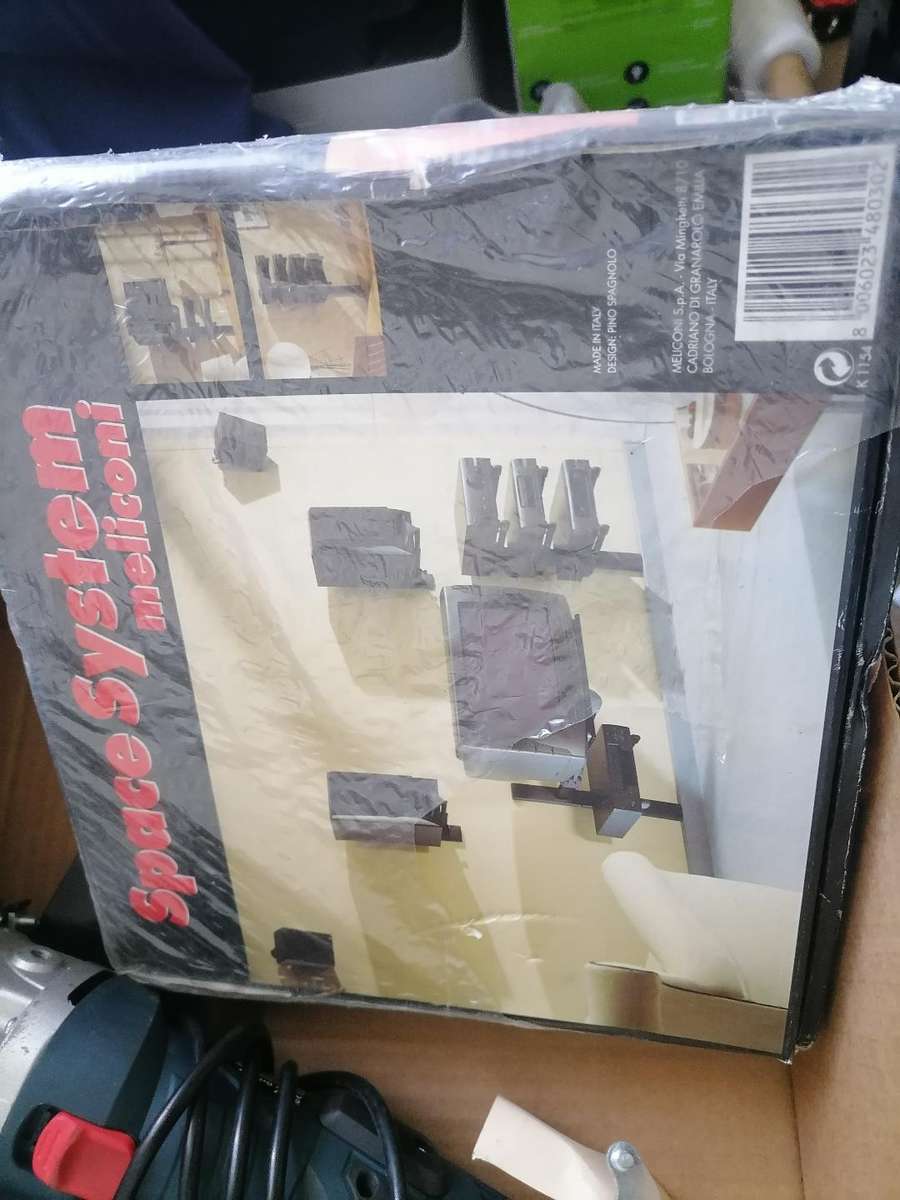 Space System
meliconi
MADE IN ITALY
DESIGN: PINO SPAGNOLO
MELICONI S.p.A. - Via Minghetti 8/10
CADRIANO DI GRANAROLO EMILIA
BOLOGNA - ITALY
8 006023 480302
K1154